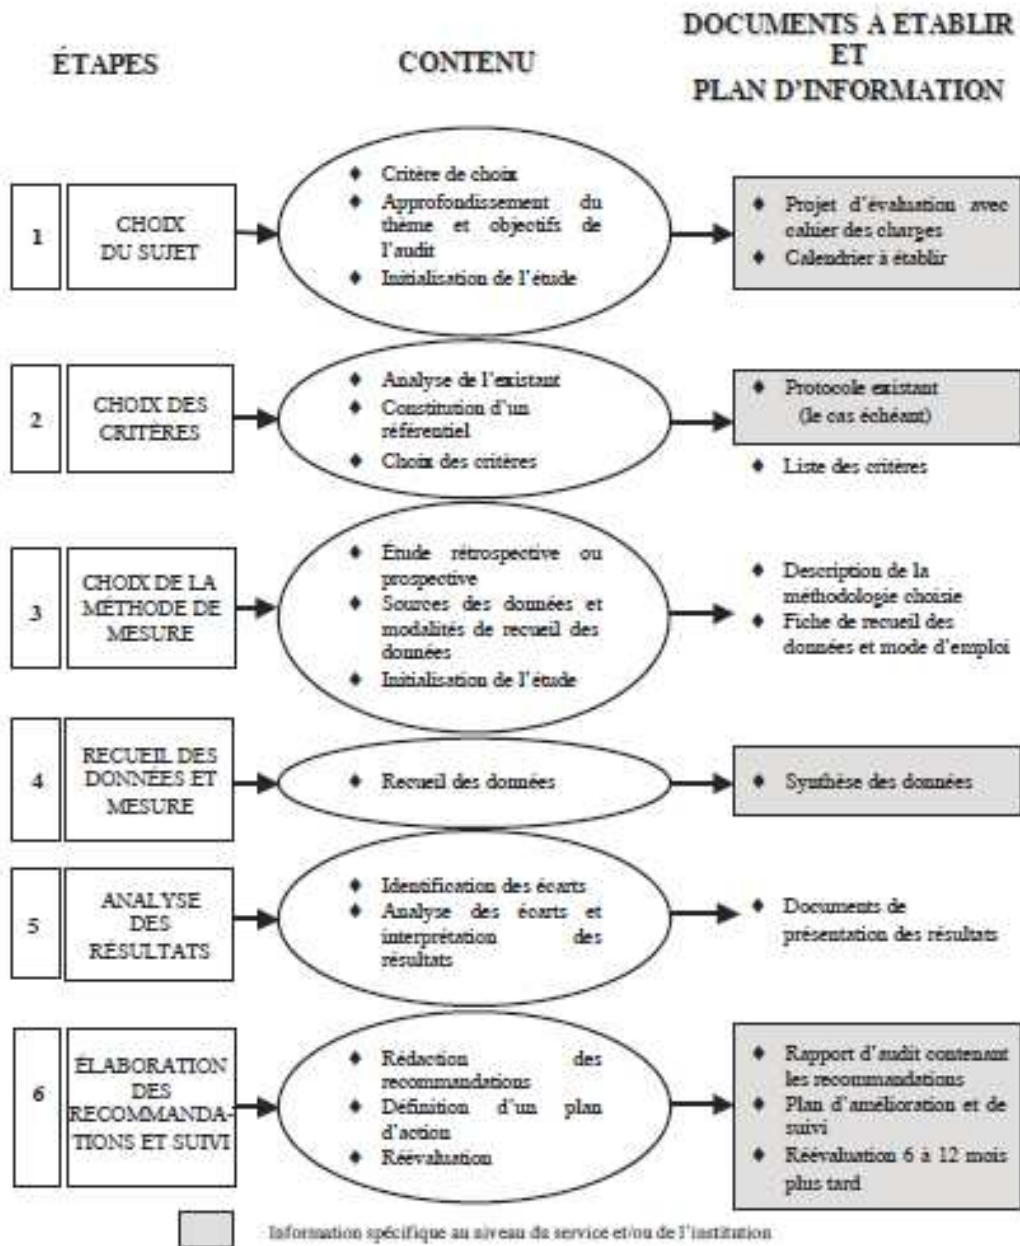 ÉTAPES
CONTENU
DOCUMENTS À ÉTABLIR
ET
PLAN D’INFORMATION
1
CHOIX
DU SUJET
♦ Critère de choix
♦ Approfondissement du
thème et objectifs de
l’audit
♦ Initialisation de l’étude
♦ Projet d’évaluation avec
cahier des charges
♦ Calendrier à établir
2
CHOIX DES
CRITÈRES
♦ Analyse de l’existant
♦ Constitution d’un
référentiel
♦ Choix des critères
♦ Protocole existant
(le cas échéant)
♦ Liste des critères
3
CHOIX DE LA
MÉTHODE DE
MESURE
♦ Étude rétrospective ou
prospective
♦ Sources des données et
modalités de recueil des
données
♦ Initialisation de l’étude
♦ Description de la
méthodologie choisie
♦ Fiche de recueil des
données et mode d’emploi
4
RECUEIL DES
DONNÉES ET
MESURE
♦ Recueil des données
♦ Synthèse des données
5
ANALYSE
DES
RÉSULTATS
♦ Identification des écarts
♦ Analyse des écarts et
interprétation des
résultats
♦ Documents de
présentation des résultats
6
ÉLABORATION
DES
RECOMMANDA-
TIONS ET SUIVI
♦ Rédaction des
recommandations
♦ Définition d’un plan
d’action
♦ Réévaluation
♦ Rapport d’audit contenant
les recommandations
♦ Plan d’amélioration et de
suivi
♦ Réévaluation 6 à 12 mois
plus tard
Information spécifique au niveau du service et/ou de l’institution